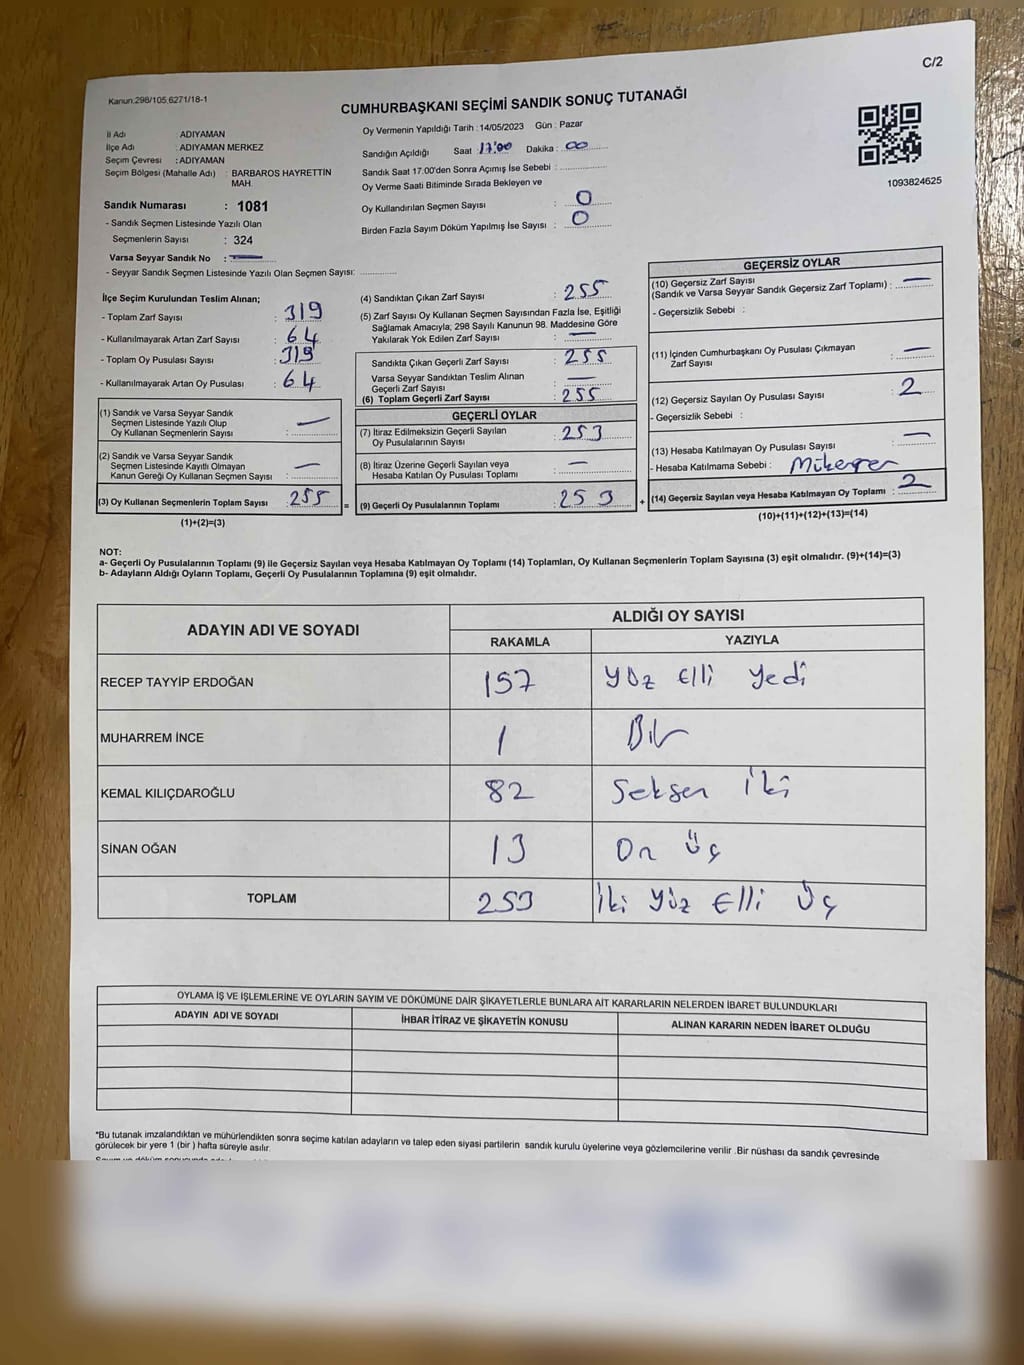 C/2
Kanun:298/105,6271/18-1
CUMHURBAŞKANI SEÇİMİ SANDIK SONUÇ TUTANAĞI
İl Adı : ADIYAMAN
İlçe Adı : ADIYAMAN MERKEZ
Seçim Çevresi : ADIYAMAN
Seçim Bölgesi (Mahalle Adı) : BARBAROS HAYRETTİN
MAH.
Sandık Numarası : 1081
- Sandık Seçmen Listesinde Yazılı Olan
Seçmenlerin Sayısı : 324
Varsa Seyyar Sandık No :
- Seyyar Sandık Seçmen Listesinde Yazılı Olan Seçmen Sayısı:
Oy Vermenin Yapıldığı Tarih : 14/05/2023 Gün : Pazar
Sandığın Açıldığı Saat : 17:00 Dakika : 00
Sandık Saat 17.00'den Sonra Açımış İse Sebebi :
Oy Verme Saati Bitiminde Sırada Bekleyen ve
Oy Kullandırılan Seçmen Sayısı : 0
Birden Fazla Sayım Döküm Yapılmış İse Sayısı : 0
1093824625
İlçe Seçim Kurulundan Teslim Alınan;
- Toplam Zarf Sayısı : 319
- Kullanılmayarak Artan Zarf Sayısı : 64
- Toplam Oy Pusulası Sayısı : 319
- Kullanılmayarak Artan Oy Pusulası : 64
(1) Sandık ve Varsa Seyyar Sandık
Seçmen Listesinde Yazılı Olup
Oy Kullanan Seçmenlerin Sayısı : —
(2) Sandık ve Varsa Seyyar Sandık
Seçmen Listesinde Kayıtlı Olmayan
Kanun Gereği Oy Kullanan Seçmen Sayısı : —
(3) Oy Kullanan Seçmenlerin Toplam Sayısı : 255
(1)+(2)=(3)
(4) Sandıktan Çıkan Zarf Sayısı : 255
(5) Zarf Sayısı Oy Kullanan Seçmen Sayısından Fazla İse, Eşitliği
Sağlamak Amacıyla; 298 Sayılı Kanunun 98. Maddesine Göre
Yakılarak Yok Edilen Zarf Sayısı : —
Sandıkta Çıkan Geçerli Zarf Sayısı : 255
Varsa Seyyar Sandıktan Teslim Alınan
Geçerli Zarf Sayısı : —
(6) Toplam Geçerli Zarf Sayısı : 255
GEÇERLİ OYLAR
(7) İtiraz Edilmeksizin Geçerli Sayılan
Oy Pusulalarının Sayısı : 253
(8) İtiraz Üzerine Geçerli Sayılan veya
Hesaba Katılan Oy Pusulası Toplamı : —
= (9) Geçerli Oy Pusulalarının Toplamı : 253 +
GEÇERSİZ OYLAR
(10) Geçersiz Zarf Sayısı
(Sandık ve Varsa Seyyar Sandık Geçersiz Zarf Toplamı) : —
- Geçersizlik Sebebi :
(11) İçinden Cumhurbaşkanı Oy Pusulası Çıkmayan
Zarf Sayısı : —
(12) Geçersiz Sayılan Oy Pusulası Sayısı : 2
- Geçersizlik Sebebi :
(13) Hesaba Katılmayan Oy Pusulası Sayısı : —
- Hesaba Katılmama Sebebi :
(14) Geçersiz Sayılan veya Hesaba Katılmayan Oy Toplamı : 2
(10)+(11)+(12)+(13)=(14)
NOT:
a- Geçerli Oy Pusulalarının Toplamı (9) ile Geçersiz Sayılan veya Hesaba Katılmayan Oy Toplamı (14) Toplamları, Oy Kullanan Seçmenlerin Toplam Sayısına (3) eşit olmalıdır. (9)+(14)=(3)
b- Adayların Aldığı Oyların Toplamı, Geçerli Oy Pusulalarının Toplamına (9) eşit olmalıdır.
ADAYIN ADI VE SOYADI ALDIĞI OY SAYISI
RAKAMLA YAZIYLA
RECEP TAYYİP ERDOĞAN 157 Yüz Elli Yedi
MUHARREM İNCE 1 Bir
KEMAL KILIÇDAROĞLU 82 Seksen İki
SİNAN OĞAN 13 On Üç
TOPLAM 253 İki Yüz Elli Üç
OYLAMA İŞ VE İŞLEMLERİNE VE OYLARIN SAYIM VE DÖKÜMÜNE DAİR ŞİKAYETLERLE BUNLARA AİT KARARLARIN NELERDEN İBARET BULUNDUKLARI
ADAYIN ADI VE SOYADI İHBAR İTİRAZ VE ŞİKAYETİN KONUSU ALINAN KARARIN NEDEN İBARET OLDUĞU
*Bu tutanak imzalandıktan ve mühürlendikten sonra seçime katılan adayların ve talep eden siyasi partilerin sandık kurulu üyelerine veya gözlemcilerine verilir .Bir nüshası da sandık çevresinde
görülecek bir yere 1 (bir ) hafta süreyle asılır.